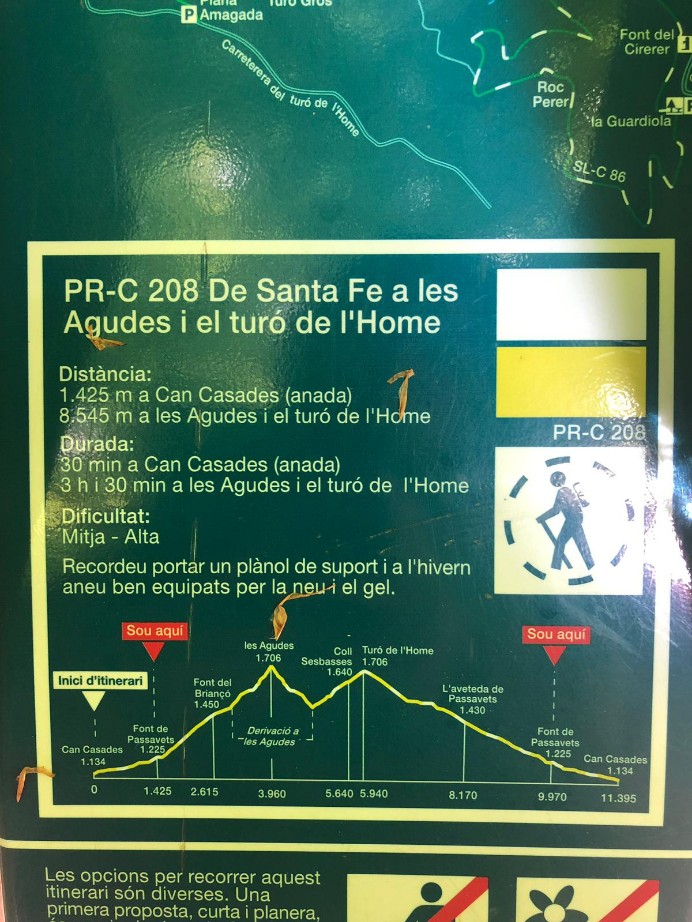 Plana
Amagada
Turó Gros
P
Carreterera del turó de l'Home
Font del
Cirerer
Roc
Perer
la Guardiola
SL-C 86
PR-C 208 De Santa Fe a les
Agudes i el turó de l'Home
Distància:
1.425 m a Can Casades (anada)
8.545 m a les Agudes i el turó de l'Home
Durada:
30 min a Can Casades (anada)
3 h i 30 min a les Agudes i el turó de l'Home
Dificultat:
Mitja - Alta
Recordeu portar un plànol de suport i a l'hivern
aneu ben equipats per la neu i el gel.
PR-C 208
Sou aquí
Inici d'itinerari
les Agudes
1.706
Coll
Sesbasses
1.640
Turó de l'Home
1.706
Sou aquí
Font del
Briançó
1.450
L'aveteda de
Passavets
1.430
Derivació a
les Agudes
Can Casades
1.134
Font de
Passavets
1.225
Font de
Passavets
1.225
Can Casades
1.134
0
1.425
2.615
3.960
5.640
5.940
8.170
9.970
11.395
Les opcions per recorrer aquest
itinerari són diverses. Una
primera proposta, curta i planera,